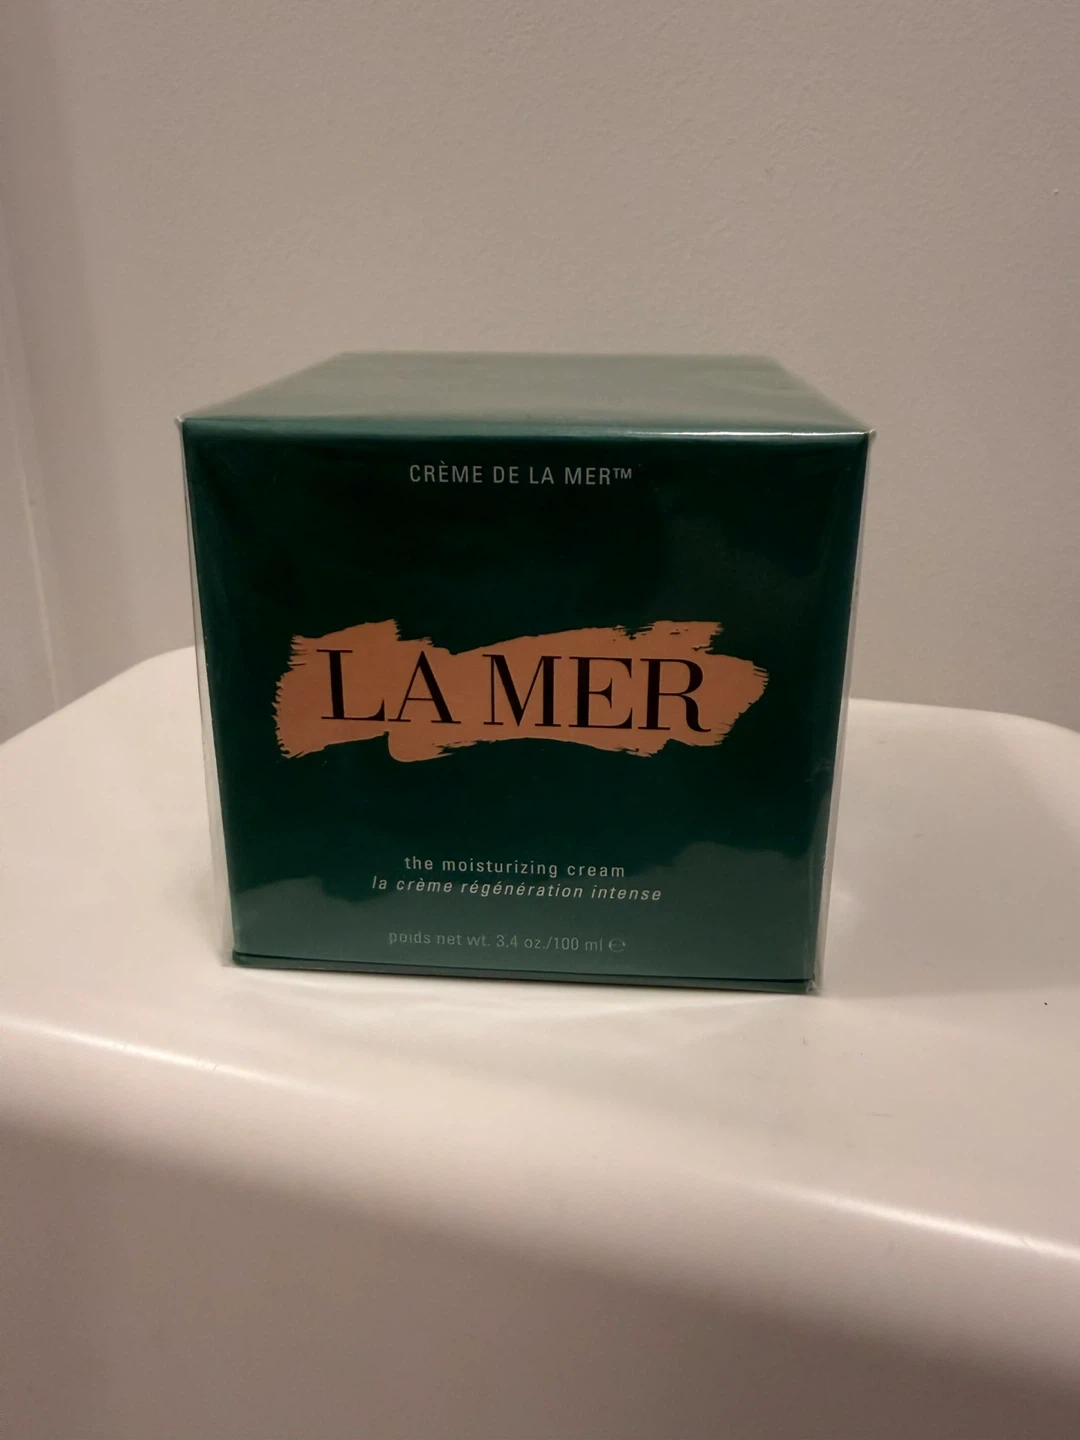 CRÈME DE LA MER™
LA MER
the moisturizing cream
la crème régénération intense
poids net wt. 3.4 oz./100 ml ℮